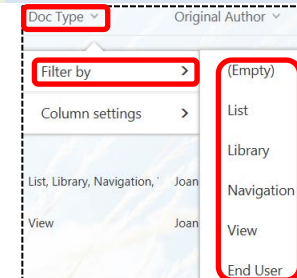 Doc Type Original Author
Filter by > (Empty)
List
Column settings > Library
Navigation
List, Library, Navigation, Joan
View
View Joan
End User